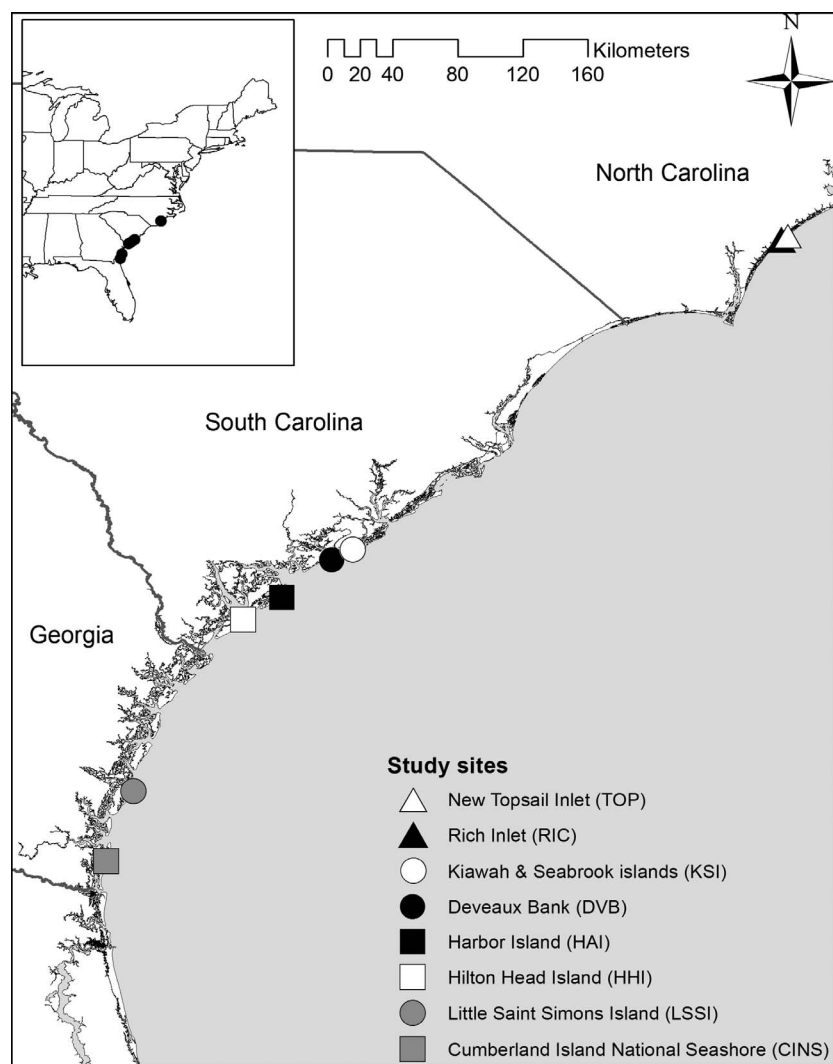 N
Kilometers
0 20 40 80 120 160
North Carolina
South Carolina
Georgia
Study sites
New Topsail Inlet (TOP)
Rich Inlet (RIC)
Kiawah & Seabrook islands (KSI)
Deveaux Bank (DVB)
Harbor Island (HAI)
Hilton Head Island (HHI)
Little Saint Simons Island (LSSI)
Cumberland Island National Seashore (CINS)